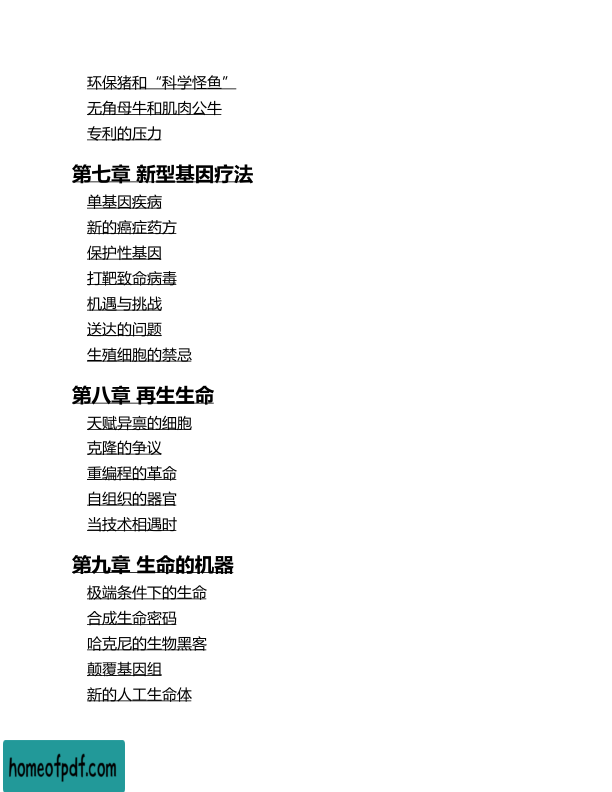 环保猪和“科学怪鱼”
无角母牛和肌肉公牛
专利的压力
第七章 新型基因疗法
单基因疾病
新的癌症药方
保护性基因
打靶致命病毒
机遇与挑战
送达的问题
生殖细胞的禁忌
第八章 再生生命
天赋异禀的细胞
克隆的争议
重编程的革命
自组织的器官
当技术相遇时
第九章 生命的机器
极端条件下的生命
合成生命密码
哈克尼的生物黑客
颠覆基因组
新的人工生命体
homeofpdf.com